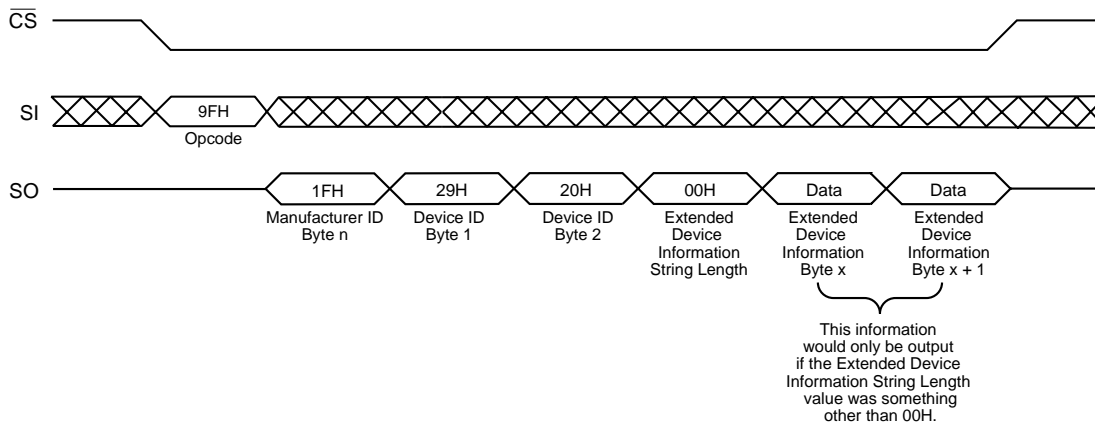 CS
SI
9FH
Opcode
SO
1FH
29H
20H
00H
Data
Data
Manufacturer ID
Byte n
Device ID
Byte 1
Device ID
Byte 2
Extended
Device
Information
String Length
Extended
Device
Information
Byte x
Extended
Device
Information
Byte x + 1
This information
would only be output
if the Extended Device
Information String Length
value was something
other than 00H.